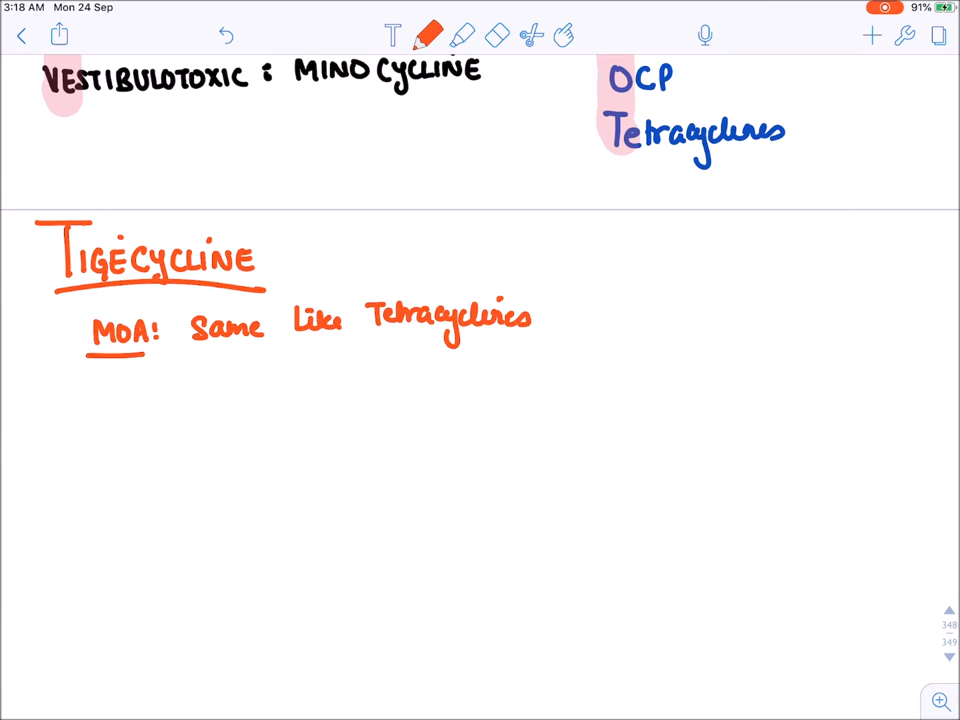 3:18 AM Mon 24 Sep 91%
T
VESTIBULOTOXIC : MINOCYCLINE
OCP
Tetracyclines
TIGECYCLINE
MOA: Same like Tetracyclines
348
349